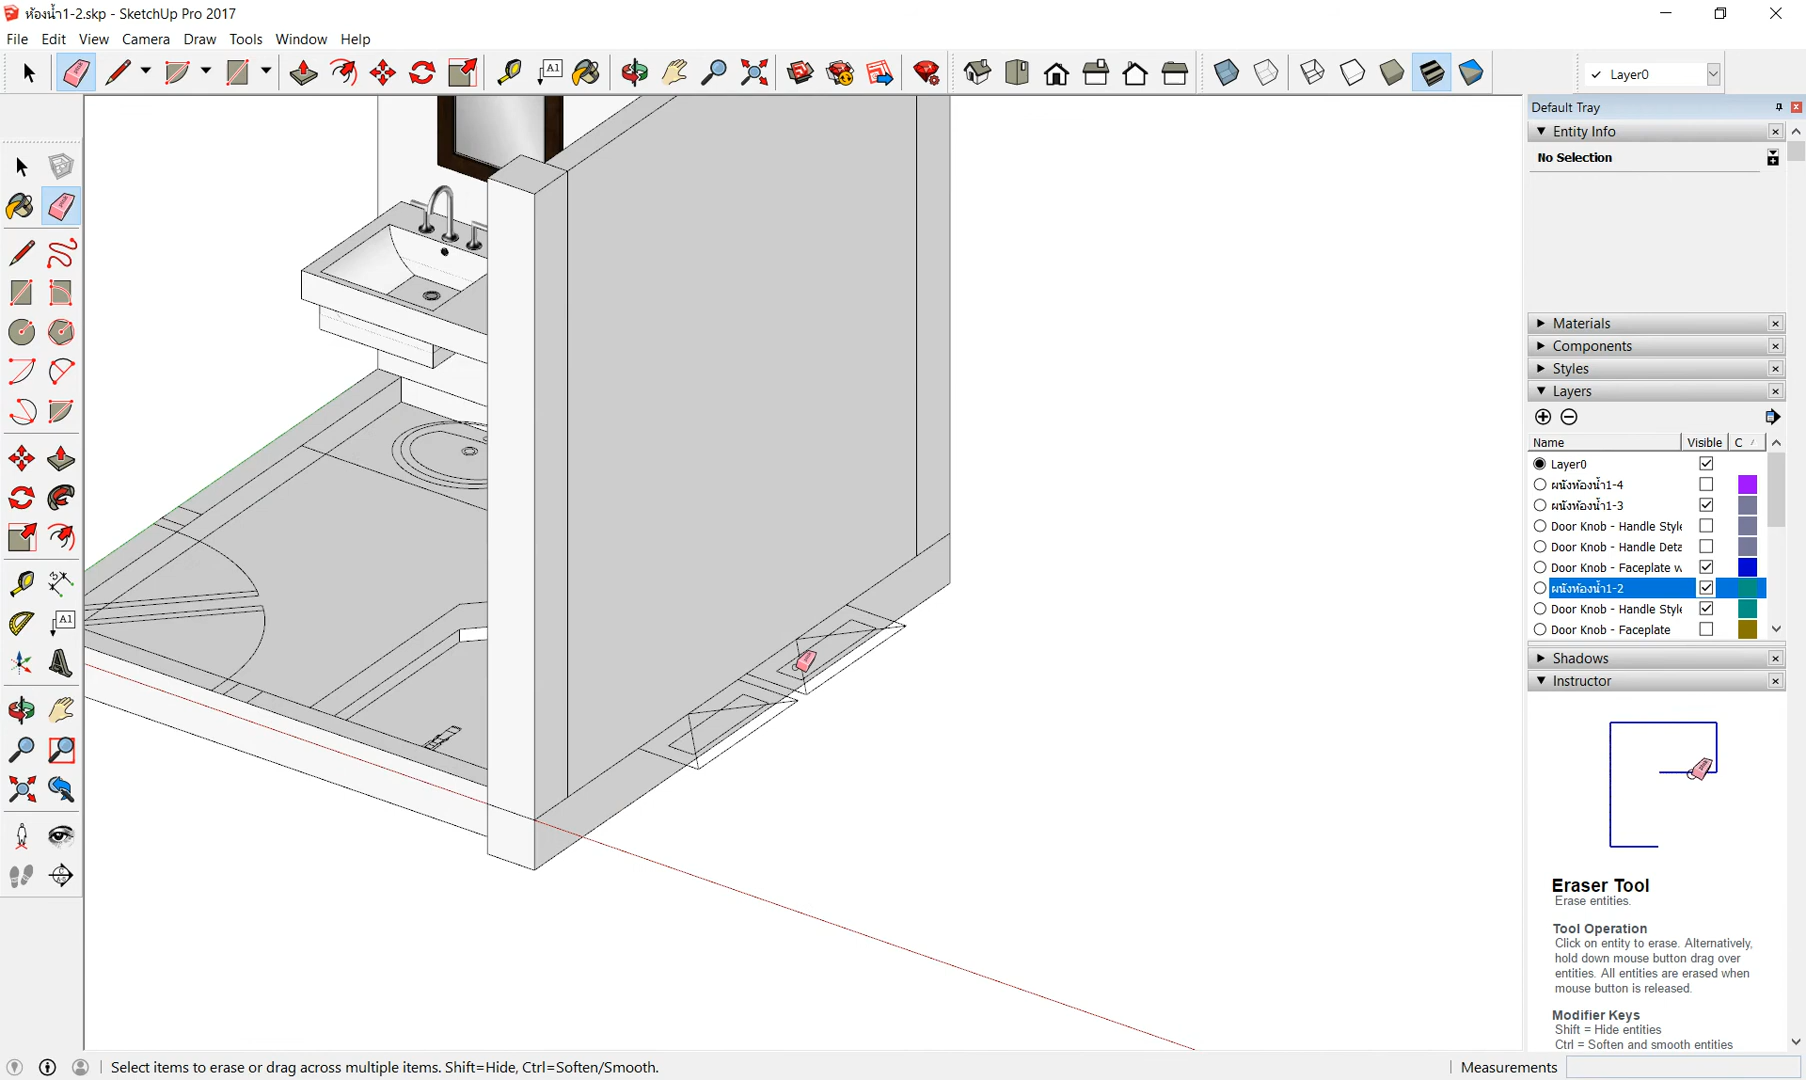 ห้องน้ำ1-2.skp - SketchUp Pro 2017
File Edit View Camera Draw Tools Window Help
A1
Layer0
Default Tray
Entity Info
No Selection
Materials
Components
Styles
Layers
Name Visible C
Layer0
ผนังห้องน้ำ1-4
ผนังห้องน้ำ1-3
Door Knob - Handle Style
Door Knob - Handle Deta
Door Knob - Faceplate w
ผนังห้องน้ำ1-2
Door Knob - Handle Style
Door Knob - Faceplate
A1
Shadows
Instructor
Eraser Tool
Erase entities.
Tool Operation
Click on entity to erase. Alternatively,
hold down mouse button drag over
entities. All entities are erased when
mouse button is released.
Modifier Keys
Shift = Hide entities
Ctrl = Soften and smooth entities
Select items to erase or drag across multiple items. Shift=Hide, Ctrl=Soften/Smooth.
Measurements